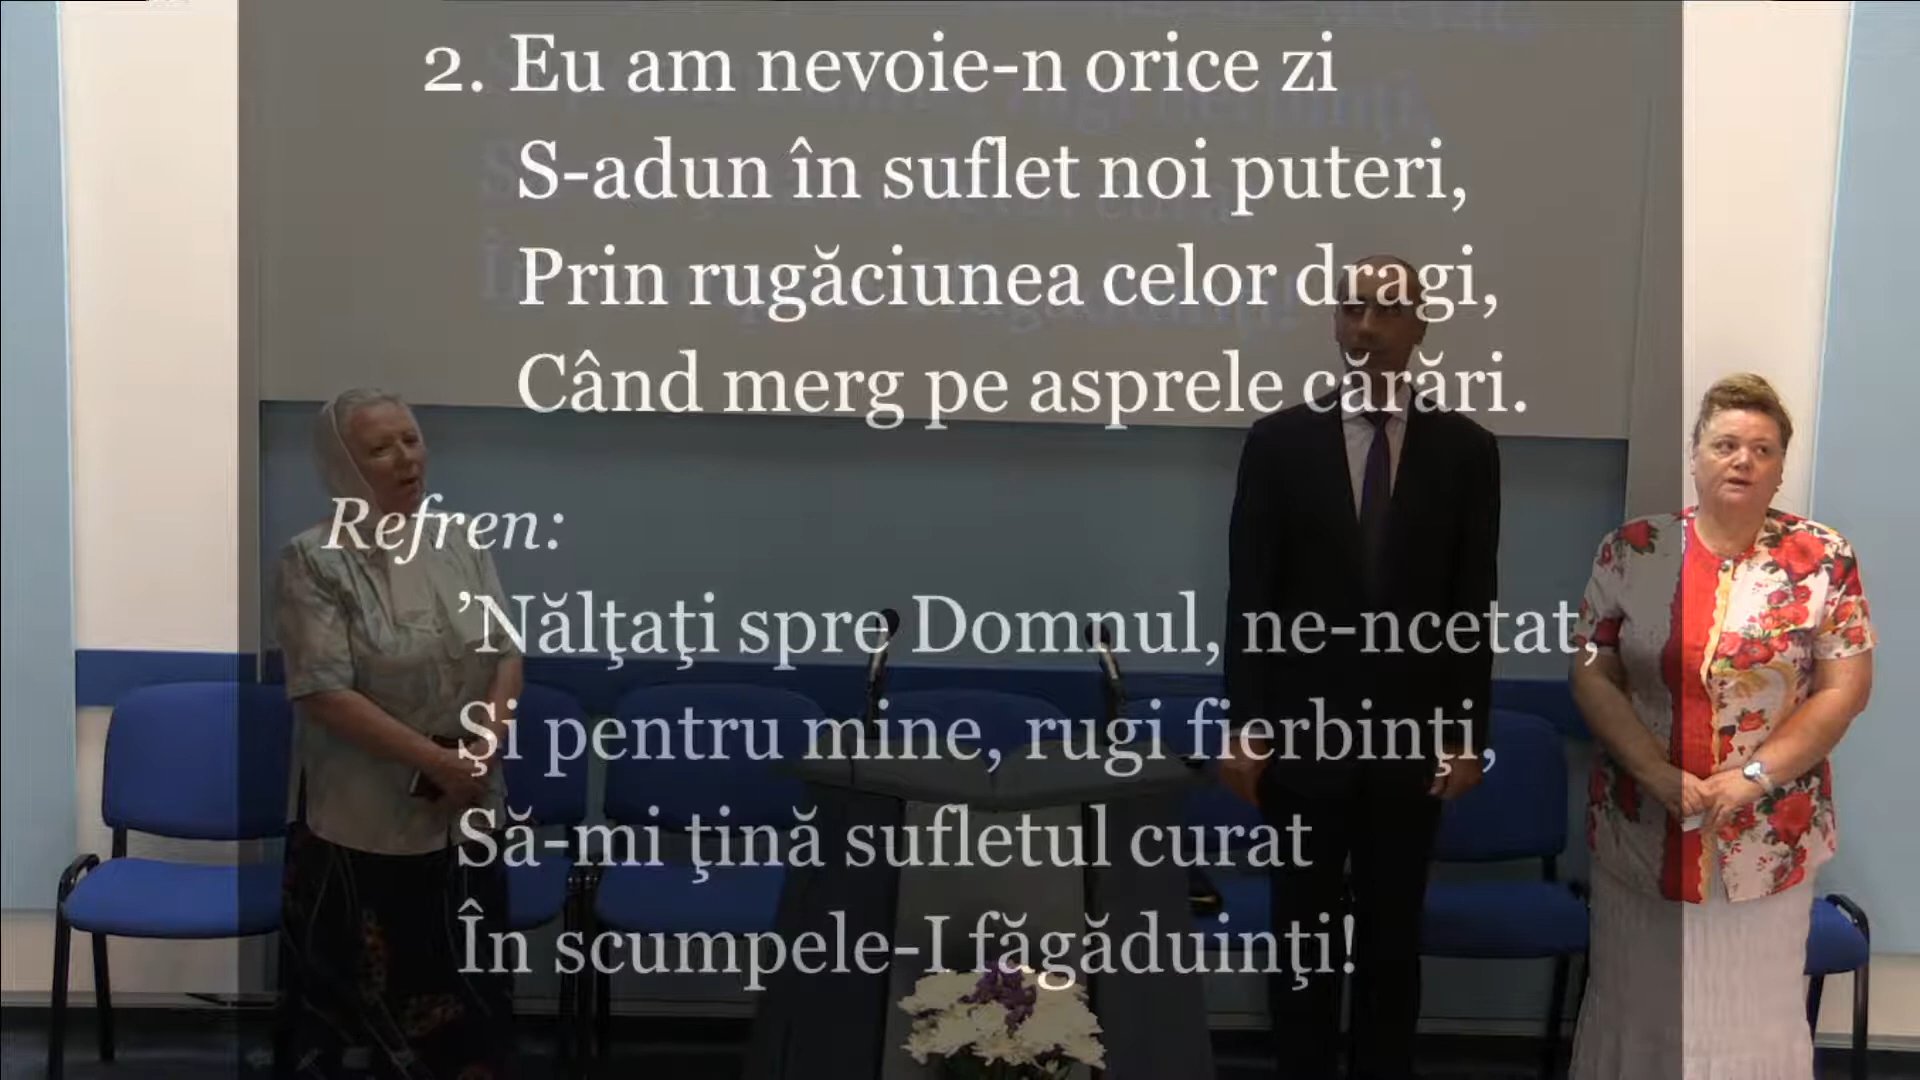 2. Eu am nevoie-n orice zi
S-adun în suflet noi puteri,
Prin rugăciunea celor dragi,
Când merg pe asprele cărări.
Refren:
’Nălţaţi spre Domnul, ne-ncetat,
Şi pentru mine, rugi fierbinţi,
Să-mi ţină sufletul curat
În scumpele-I făgăduinţi!